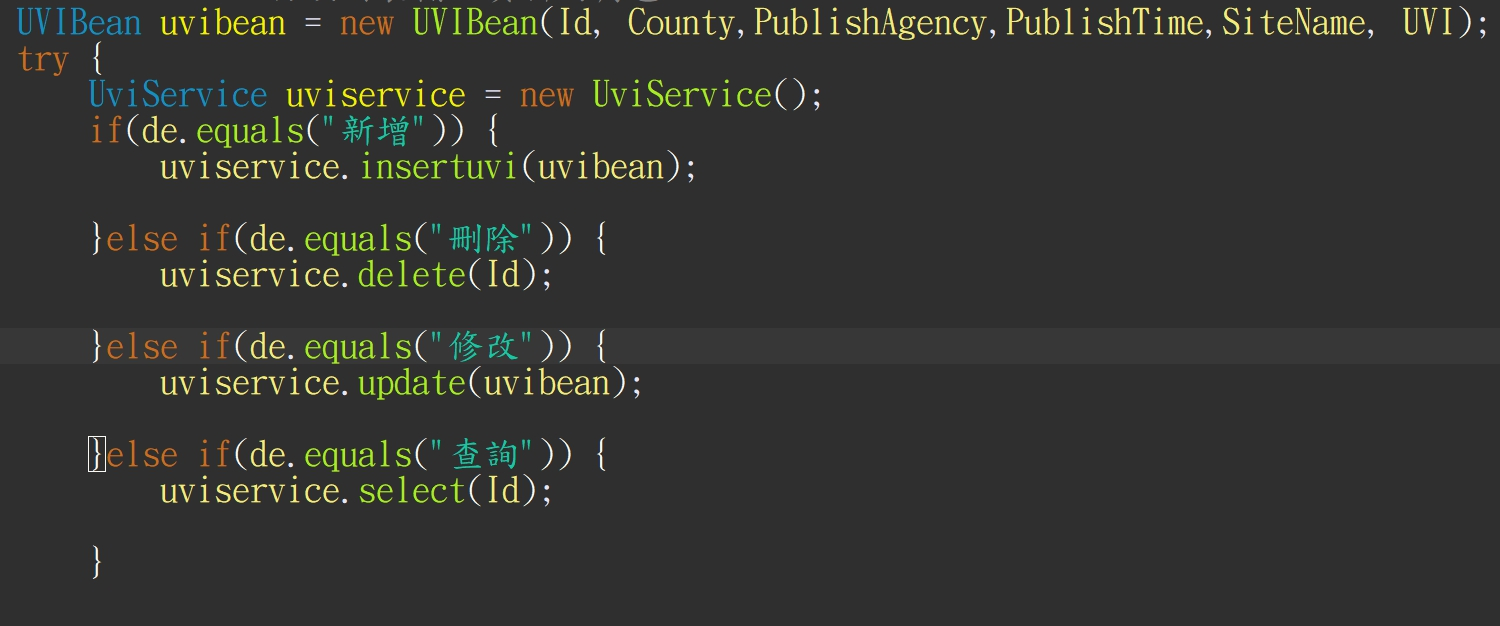 UVIBean uvibean = new UVIBean(Id, County,PublishAgency,PublishTime,SiteName, UVI);
try {
UviService uviservice = new UviService();
if(de.equals("新增")) {
uviservice.insertuvi(uvibean);
}else if(de.equals("刪除")) {
uviservice.delete(Id);
}else if(de.equals("修改")) {
uviservice.update(uvibean);
}else if(de.equals("查詢")) {
uviservice.select(Id);
}